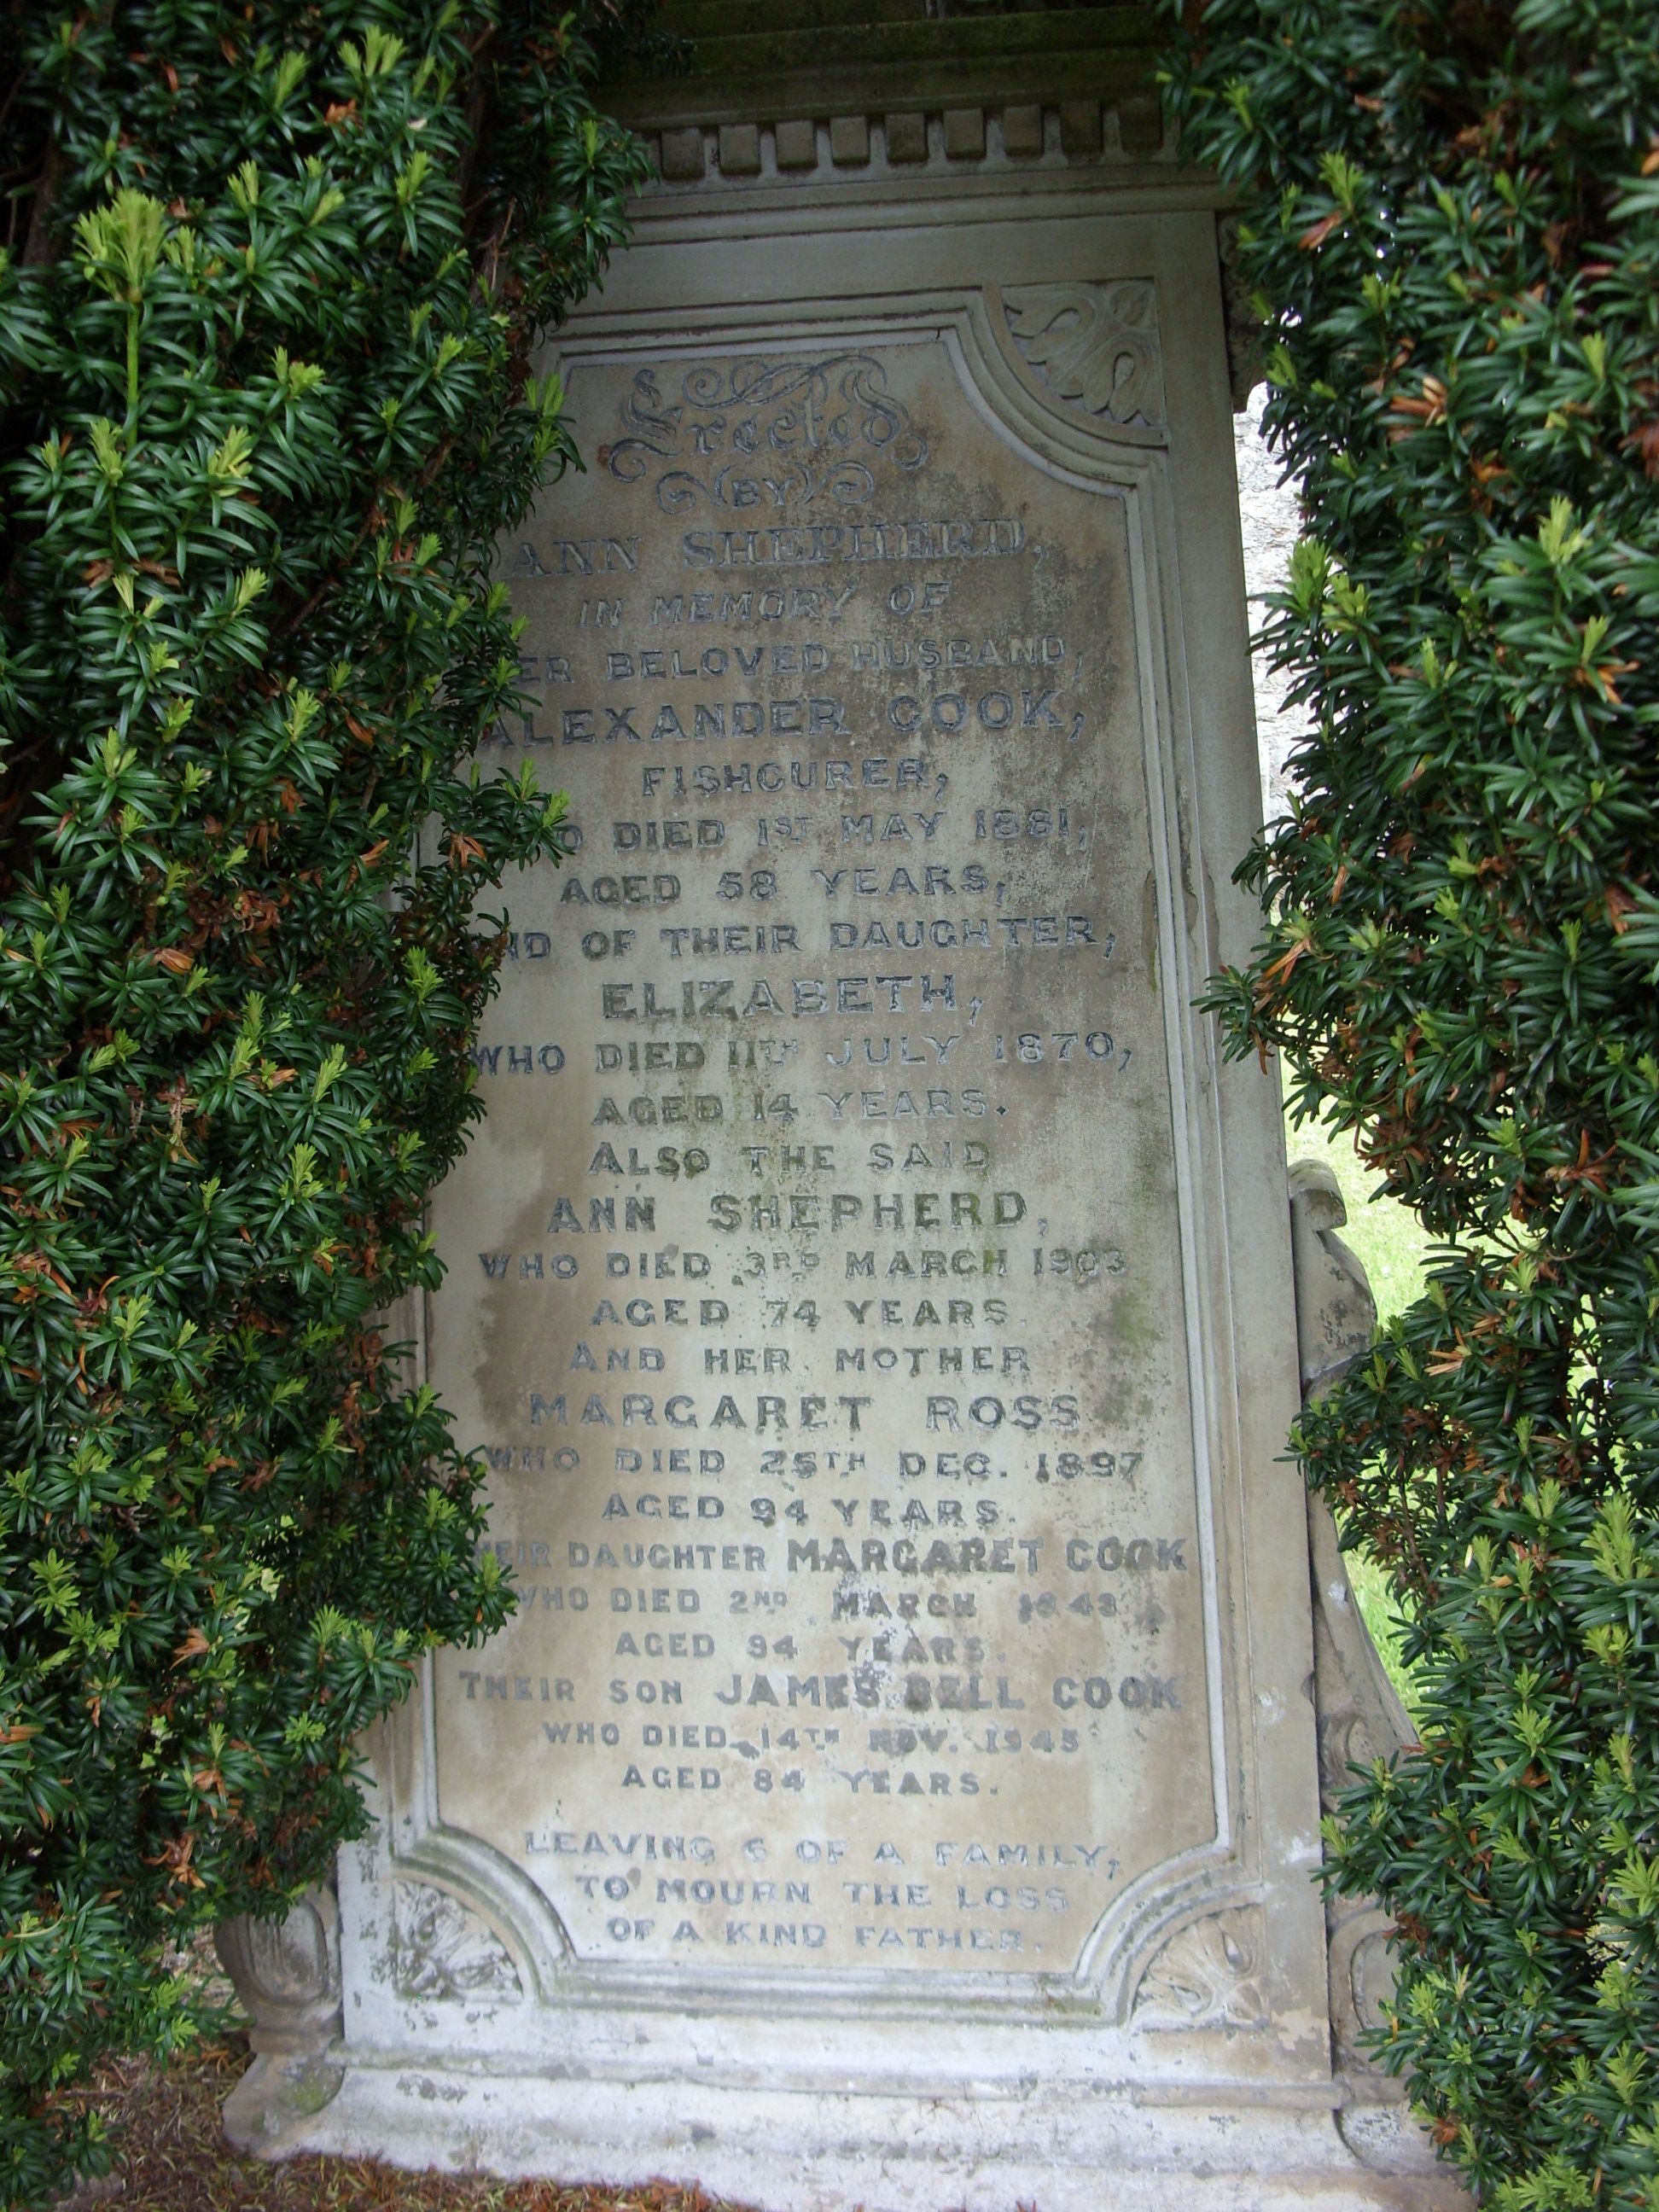 Erected
BY
ANN SHEPHERD,
IN MEMORY OF
ER BELOVED HUSBAND,
ALEXANDER COOK,
FISHCURER,
O DIED 1ST MAY 1881,
AGED 58 YEARS,
ND OF THEIR DAUGHTER,
ELIZABETH,
WHO DIED 11TH JULY 1870,
AGED 14 YEARS.
ALSO THE SAID
ANN SHEPHERD,
WHO DIED 3RD MARCH 1903
AGED 74 YEARS.
AND HER MOTHER
MARGARET ROSS
WHO DIED 25TH DEC. 1897
AGED 94 YEARS.
HEIR DAUGHTER MARGARET COOK
WHO DIED 2ND MARCH
AGED 94 YEARS.
THEIR SON JAMES BELL COOK
WHO DIED 14TH NOV. 1945
AGED 84 YEARS.
LEAVING 6 OF A FAMILY,
TO MOURN THE LOSS
OF A KIND FATHER.